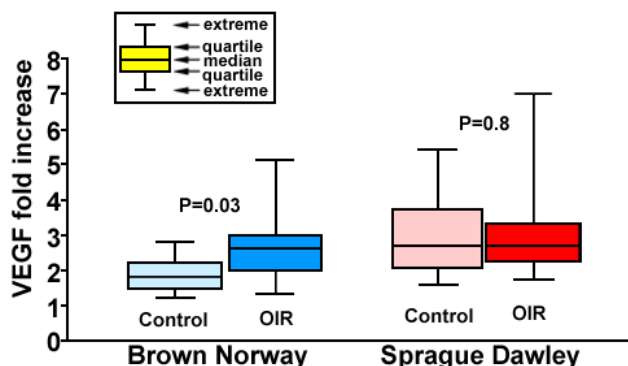 extreme
quartile
median
quartile
extreme
VEGF fold increase
8
7
6
5
4
3
2
1
0
P=0.03
P=0.8
Control
OIR
Control
OIR
Brown Norway
Sprague Dawley